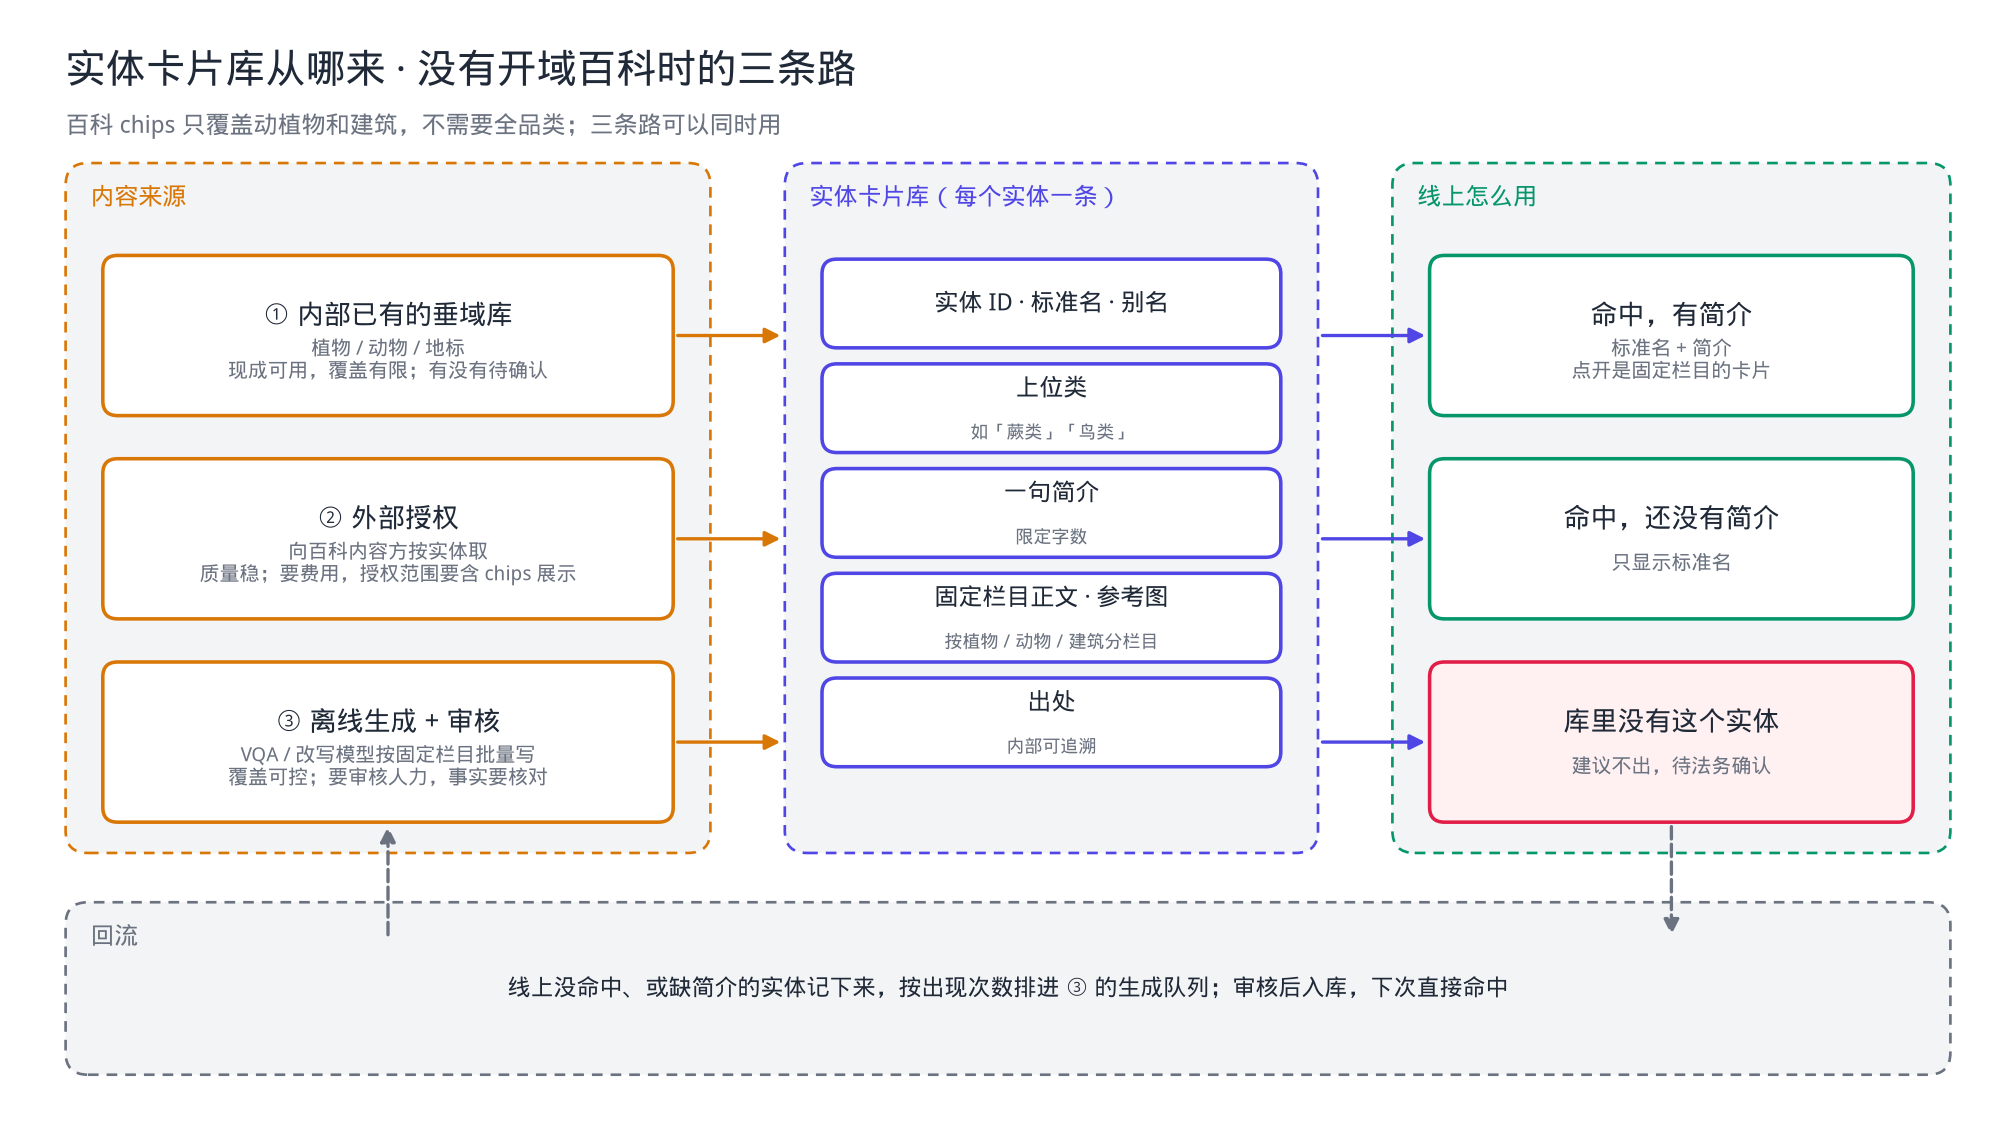 实体卡片库从哪来 · 没有开域百科时的三条路
百科 chips 只覆盖动植物和建筑，不需要全品类；三条路可以同时用
内容来源
① 内部已有的垂域库
植物 / 动物 / 地标
现成可用，覆盖有限；有没有待确认
② 外部授权
向百科内容方按实体取
质量稳；要费用，授权范围要含 chips 展示
③ 离线生成 + 审核
VQA / 改写模型按固定栏目批量写
覆盖可控；要审核人力，事实要核对
实体卡片库（每个实体一条）
实体 ID · 标准名 · 别名
上位类
如「蕨类」「鸟类」
一句简介
限定字数
固定栏目正文 · 参考图
按植物 / 动物 / 建筑分栏目
出处
内部可追溯
线上怎么用
命中，有简介
标准名 + 简介
点开是固定栏目的卡片
命中，还没有简介
只显示标准名
库里没有这个实体
建议不出，待法务确认
回流
线上没命中、或缺简介的实体记下来，按出现次数排进 ③ 的生成队列；审核后入库，下次直接命中